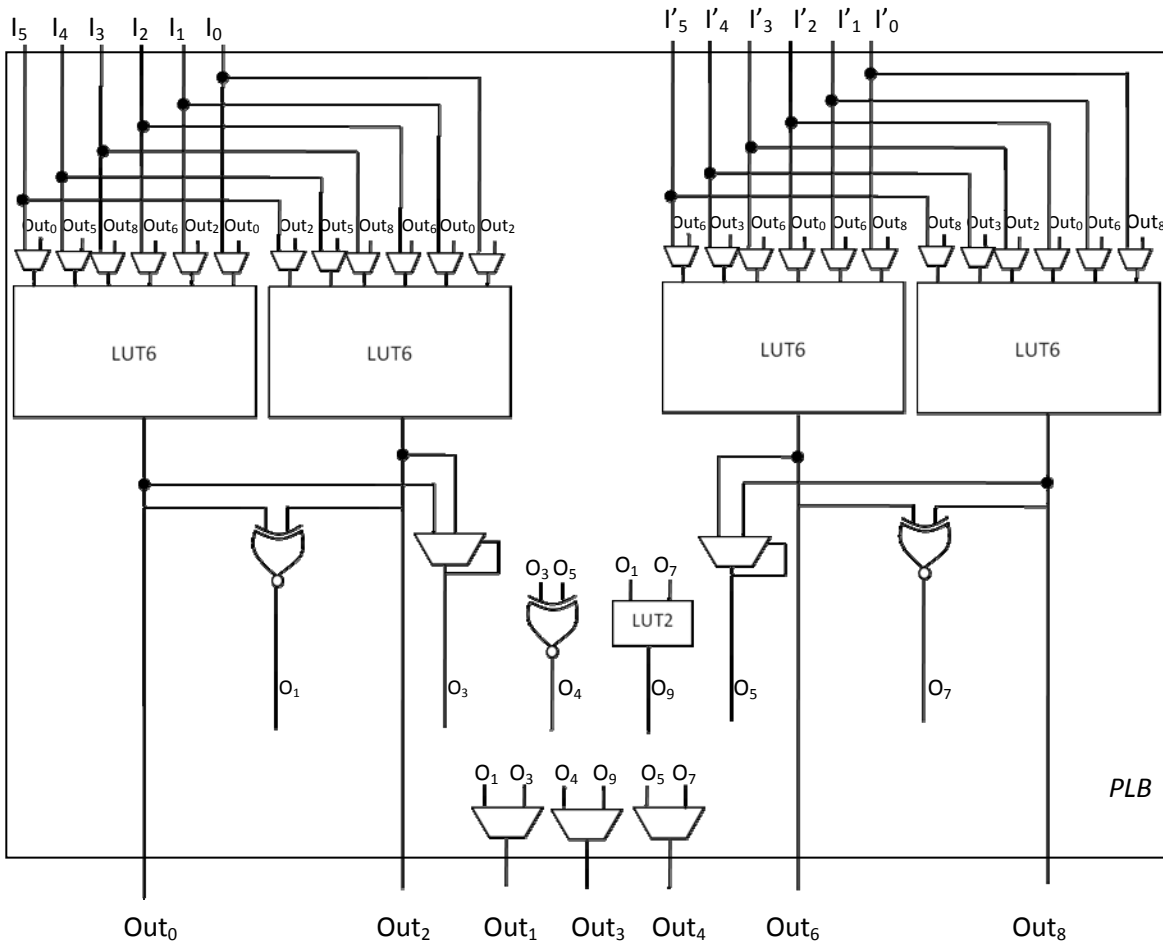 I₅ I₄ I₃ I₂ I₁ I₀ I'₅ I'₄ I'₃ I'₂ I'₁ I'₀
Out₀ Out₅ Out₈ Out₆ Out₂ Out₀ Out₂ Out₅ Out₈ Out₆ Out₀ Out₂ Out₆ Out₃ Out₆ Out₀ Out₆ Out₈ Out₈ Out₃ Out₂ Out₀ Out₆ Out₈
LUT6 LUT6 LUT6 LUT6
O₃ O₅ O₁ O₇
LUT2
O₁ O₃ O₄ O₉ O₅ O₇
O₁ O₃ O₄ O₉ O₅ O₇
PLB
Out₀ Out₂ Out₁ Out₃ Out₄ Out₆ Out₈